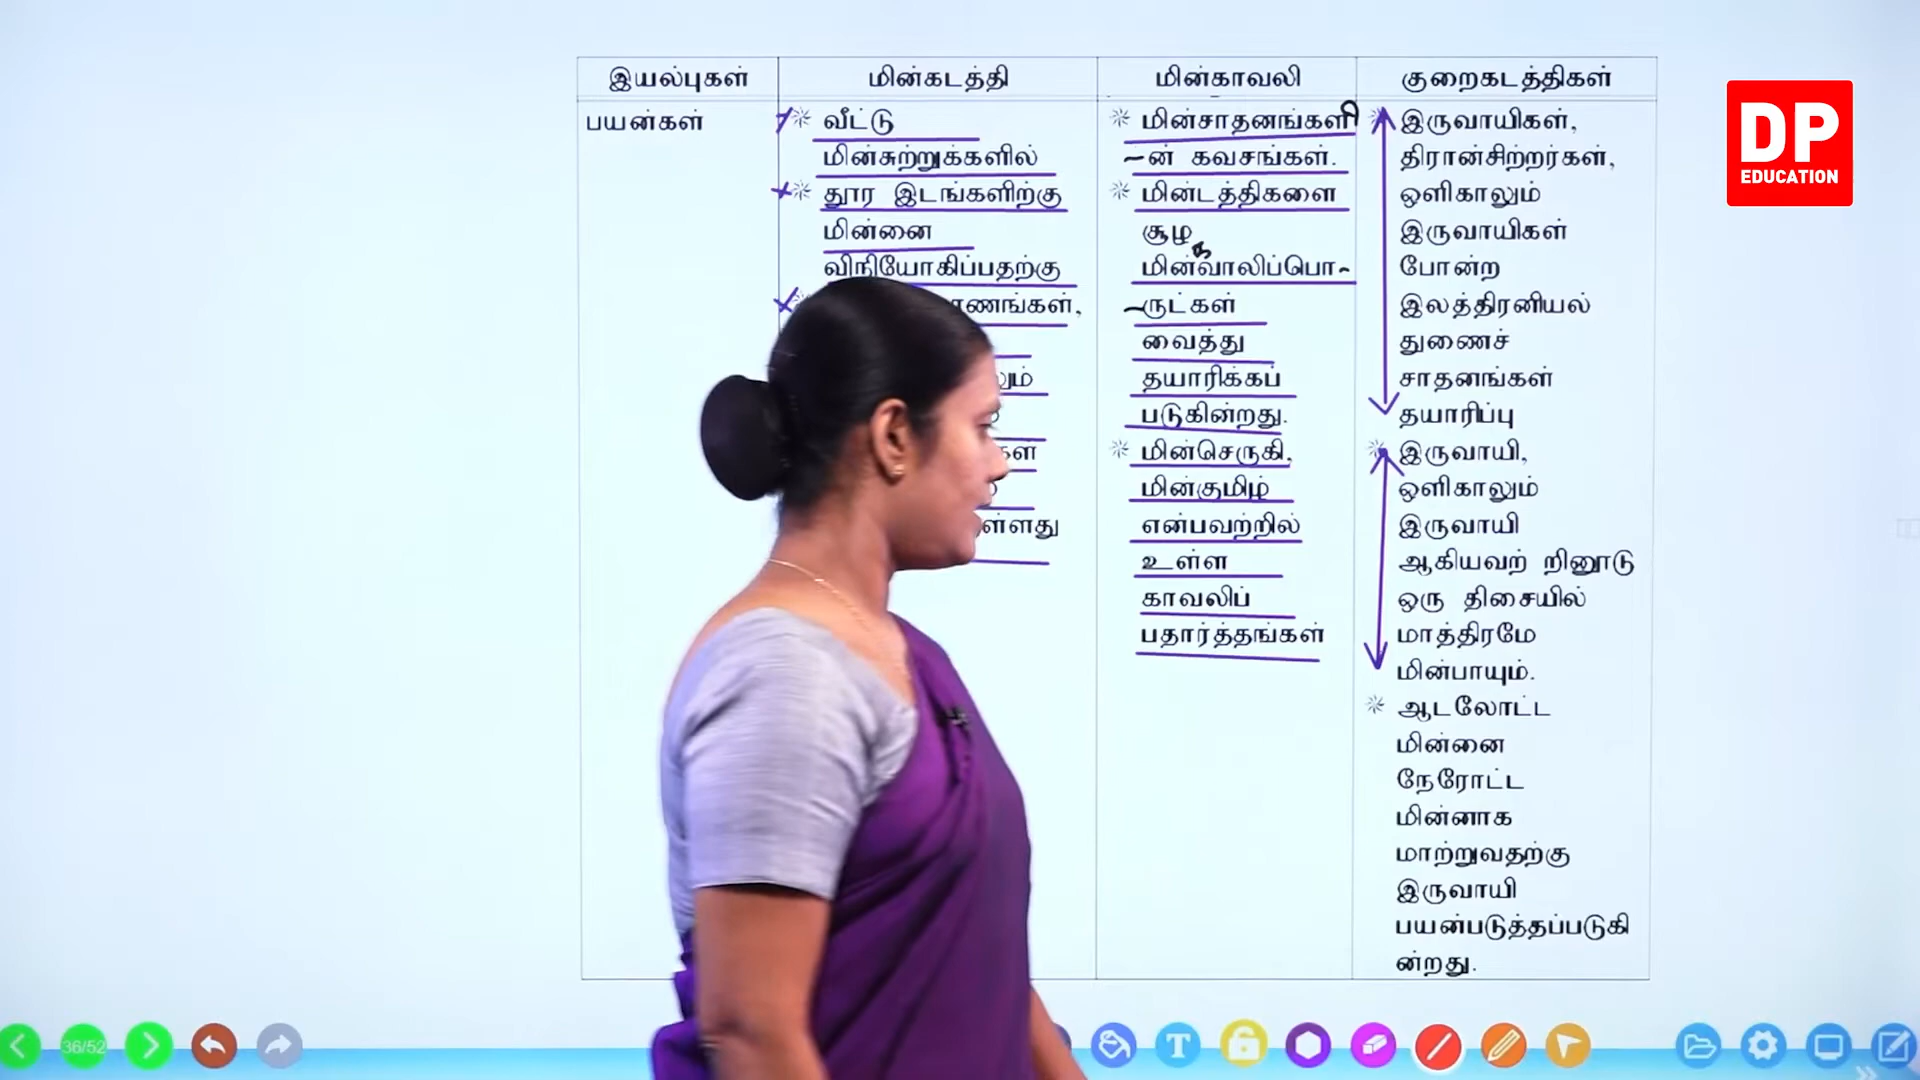 இயல்புகள்
மின்கடத்தி
மின்காவலி
குறைகடத்திகள்
பயன்கள்
வீட்டு
மின்சுற்றுக்களில்
தூர இடங்களிற்கு
மின்னை
விநியோகிப்பதற்கு
மின்சாதனங்களி
~ன் கவசங்கள்.
மின்டத்திகளை
சூழ
மின்வாலிப்பொ~
~ருட்கள்
வைத்து
தயாரிக்கப்
படுகின்றது.
மின்செருகி,
மின்குமிழ்
என்பவற்றில்
உள்ள
காவலிப்
பதார்த்தங்கள்
இருவாயிகள்,
திரான்சிற்றர்கள்,
ஒளிகாலும்
இருவாயிகள்
போன்ற
இலத்திரனியல்
துணைச்
சாதனங்கள்
தயாரிப்பு
இருவாயி,
ஒளிகாலும்
இருவாயி
ஆகியவற் றினூடு
ஒரு திசையில்
மாத்திரமே
மின்பாயும்.
ஆடலோட்ட
மின்னை
நேரோட்ட
மின்னாக
மாற்றுவதற்கு
இருவாயி
பயன்படுத்தப்படுகி
ன்றது.
DP
EDUCATION
36/52